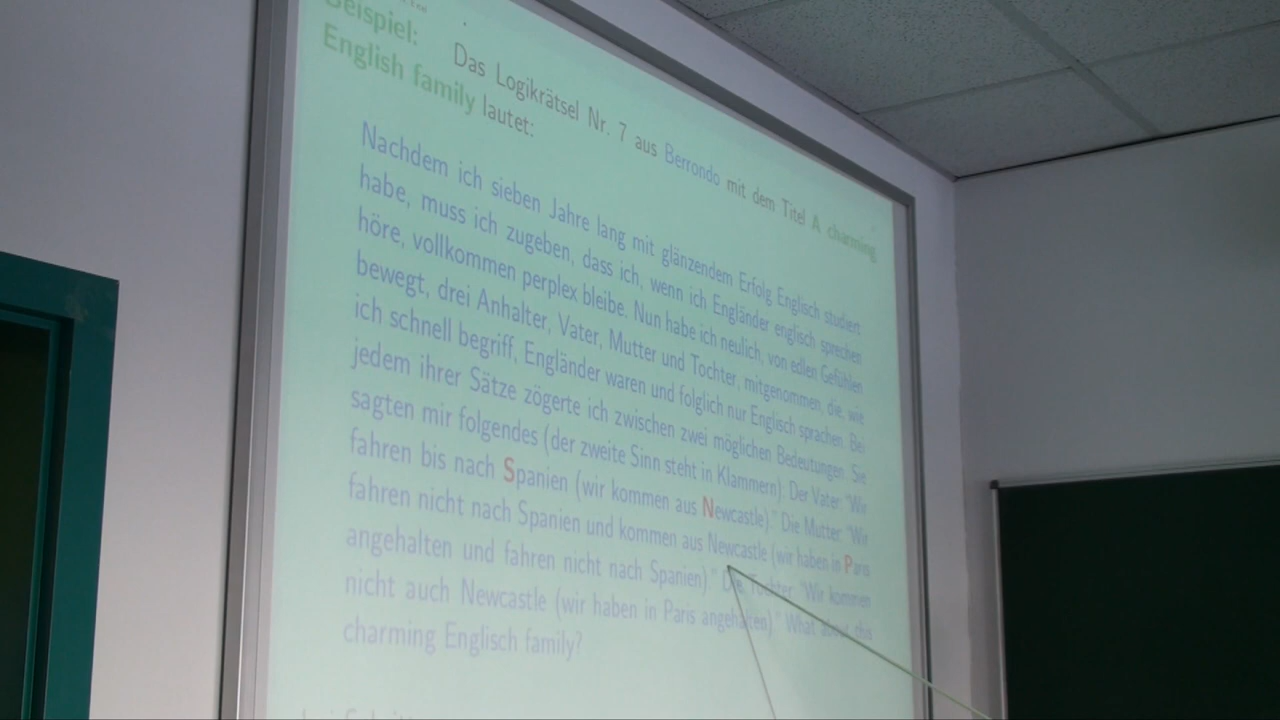 Beispiel: Das Logikrätsel Nr. 7 aus Berrondo mit dem Titel A charming
English family lautet:
Nachdem ich sieben Jahre lang mit glänzendem Erfolg Englisch studiert
habe, muss ich zugeben, dass ich, wenn ich Engländer englisch sprechen
höre, vollkommen perplex bleibe. Nun habe ich neulich, von edlen Gefühlen
bewegt, drei Anhalter, Vater, Mutter und Tochter, mitgenommen, die, wie
ich schnell begriff, Engländer waren und folglich nur Englisch sprachen. Bei
jedem ihrer Sätze zögerte ich zwischen zwei möglichen Bedeutungen. Sie
sagten mir folgendes (der zweite Sinn steht in Klammern): Der Vater: "Wir
fahren bis nach Spanien (wir kommen aus Newcastle)." Die Mutter: "Wir
fahren nicht nach Spanien und kommen aus Newcastle (wir haben in Paris
angehalten und fahren nicht nach Spanien)." Die Tochter: "Wir kommen
nicht auch Newcastle (wir haben in Paris angehalten)." What about this
charming Englisch family?